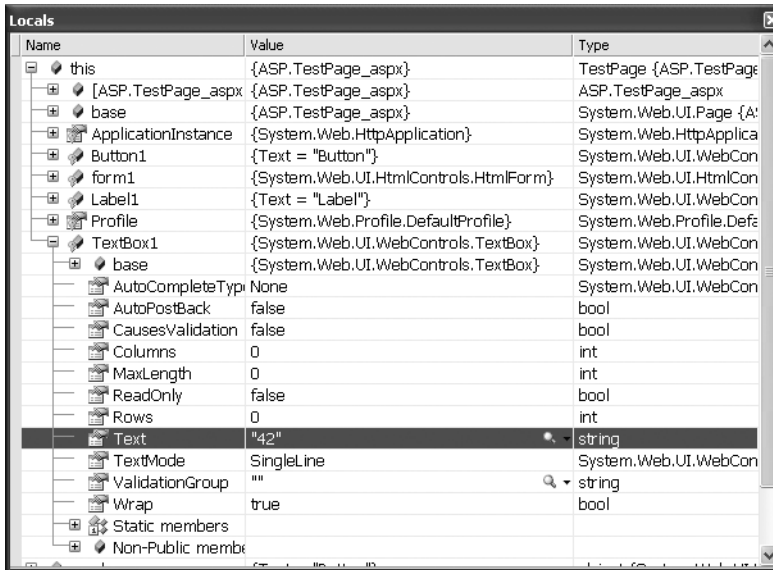 Locals
Name Value Type
this {ASP.TestPage_aspx} TestPage {ASP.TestPage
[ASP.TestPage_aspx {ASP.TestPage_aspx} ASP.TestPage_aspx
base {ASP.TestPage_aspx} System.Web.UI.Page {A
ApplicationInstance {System.Web.HttpApplication} System.Web.HttpApplica
Button1 {Text = "Button"} System.Web.UI.WebCon
form1 {System.Web.UI.HtmlControls.HtmlForm} System.Web.UI.HtmlCon
Label1 {Text = "Label"} System.Web.UI.WebCon
Profile {System.Web.Profile.DefaultProfile} System.Web.Profile.Defa
TextBox1 {System.Web.UI.WebControls.TextBox} System.Web.UI.WebCon
base {System.Web.UI.WebControls.TextBox} System.Web.UI.WebCon
AutoCompleteTyp None System.Web.UI.WebCon
AutoPostBack false bool
CausesValidation false bool
Columns 0 int
MaxLength 0 int
ReadOnly false bool
Rows 0 int
Text "42" string
TextMode SingleLine System.Web.UI.WebCon
ValidationGroup "" string
Wrap true bool
Static members
Non-Public membe